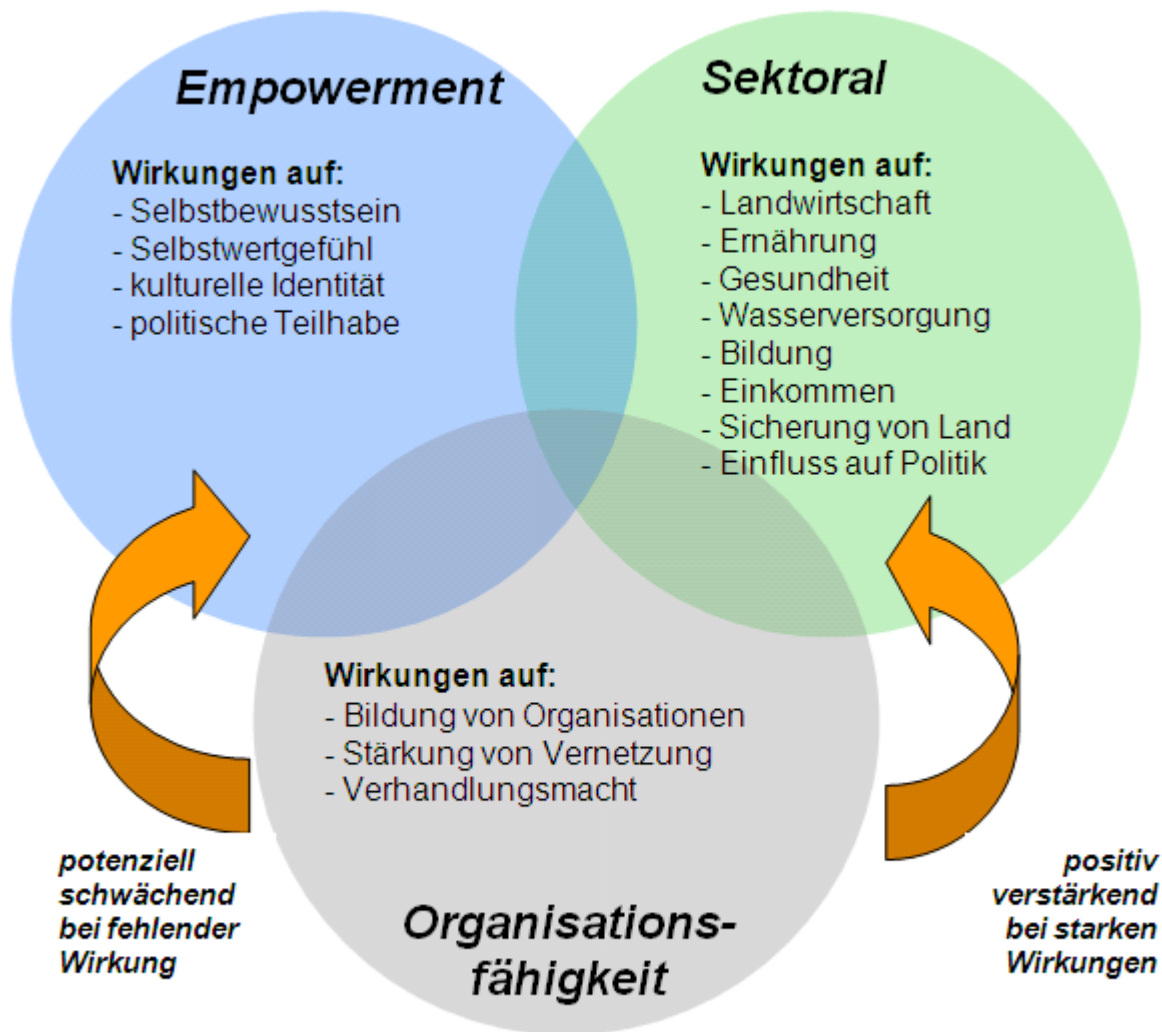 Empowerment
Wirkungen auf:
- Selbstbewusstsein
- Selbstwertgefühl
- kulturelle Identität
- politische Teilhabe
Sektoral
Wirkungen auf:
- Landwirtschaft
- Ernährung
- Gesundheit
- Wasserversorgung
- Bildung
- Einkommen
- Sicherung von Land
- Einfluss auf Politik
Wirkungen auf:
- Bildung von Organisationen
- Stärkung von Vernetzung
- Verhandlungsmacht
Organisations-
fähigkeit
potenziell
schwächend
bei fehlender
Wirkung
positiv
verstärkend
bei starken
Wirkungen